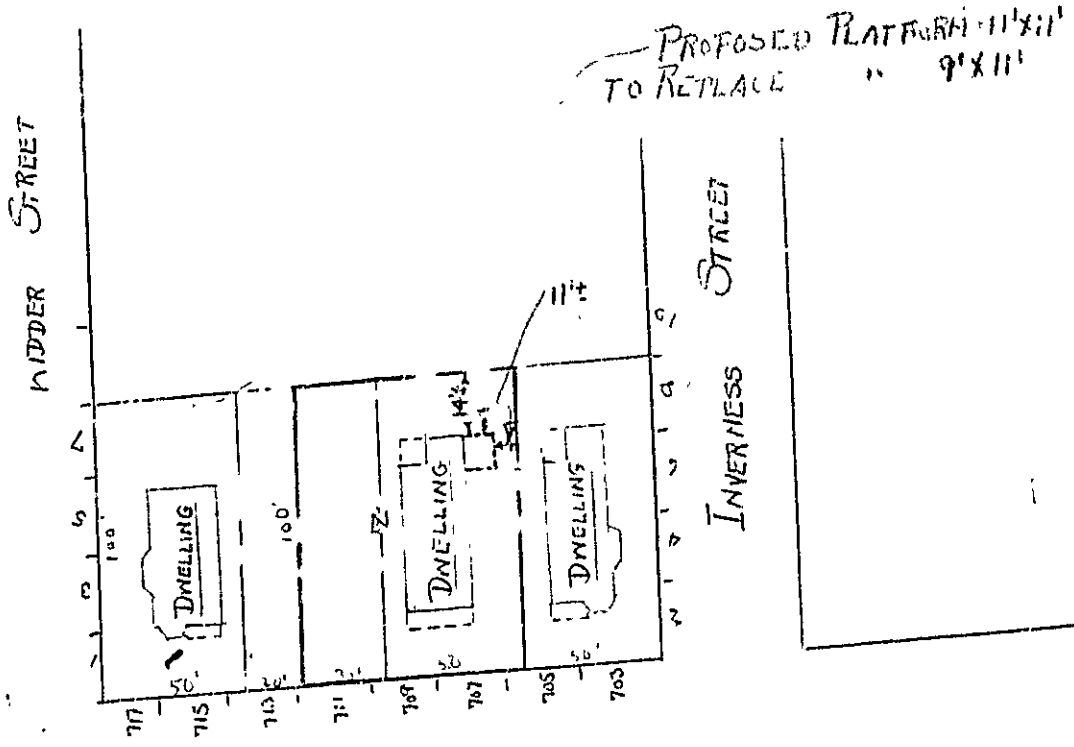 PROPOSED PLATFORM 11'X11'
TO REPLACE " 9'X11'
KIDDER STREET
INVERNESS STREET
11'±
14'±
100'
100'
DWELLING
DWELLING
DWELLING
50'
20'
50'
50'
717
715
713
711
709
707
705
703